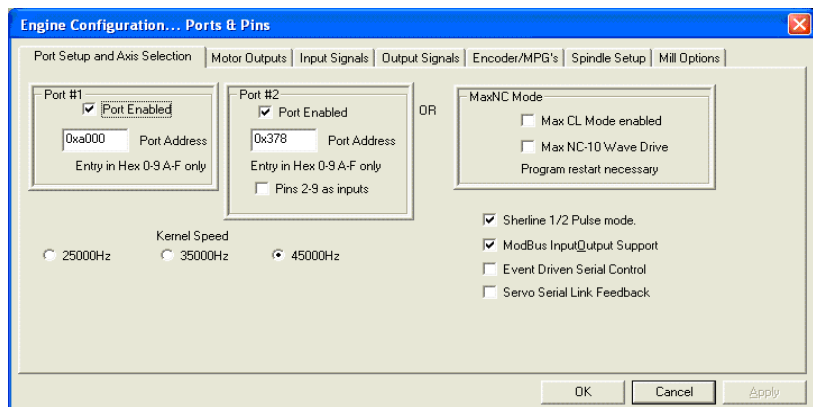 Engine Configuration... Ports & Pins
Port Setup and Axis Selection
Motor Outputs
Input Signals
Output Signals
Encoder/MPG's
Spindle Setup
Mill Options
Port #1
Port Enabled
0xa000 Port Address
Entry in Hex 0-9 A-F only
Port #2
Port Enabled
0x378 Port Address
Entry in Hex 0-9 A-F only
Pins 2-9 as inputs
OR
MaxNC Mode
Max CL Mode enabled
Max NC-10 Wave Drive
Program restart necessary
Kernel Speed
25000Hz
35000Hz
45000Hz
Sherline 1/2 Pulse mode.
ModBus InputOutput Support
Event Driven Serial Control
Servo Serial Link Feedback
OK
Cancel
Apply